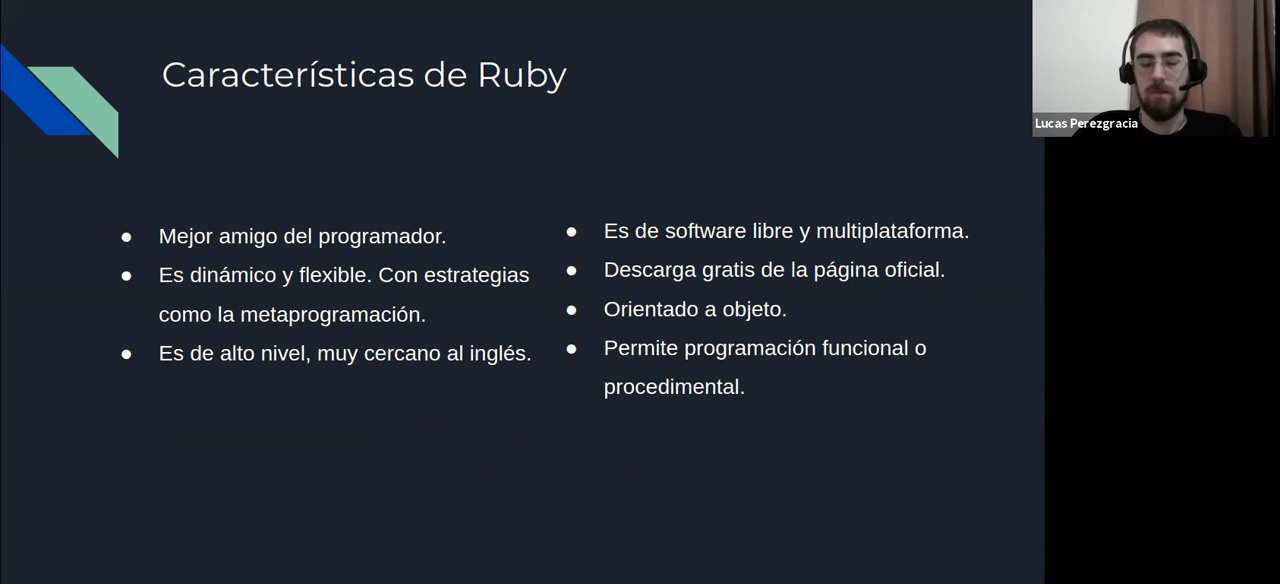 Características de Ruby
● Mejor amigo del programador.
● Es dinámico y flexible. Con estrategias
como la metaprogramación.
● Es de alto nivel, muy cercano al inglés.
● Es de software libre y multiplataforma.
● Descarga gratis de la página oficial.
● Orientado a objeto.
● Permite programación funcional o
procedimental.
Lucas Perezgracia